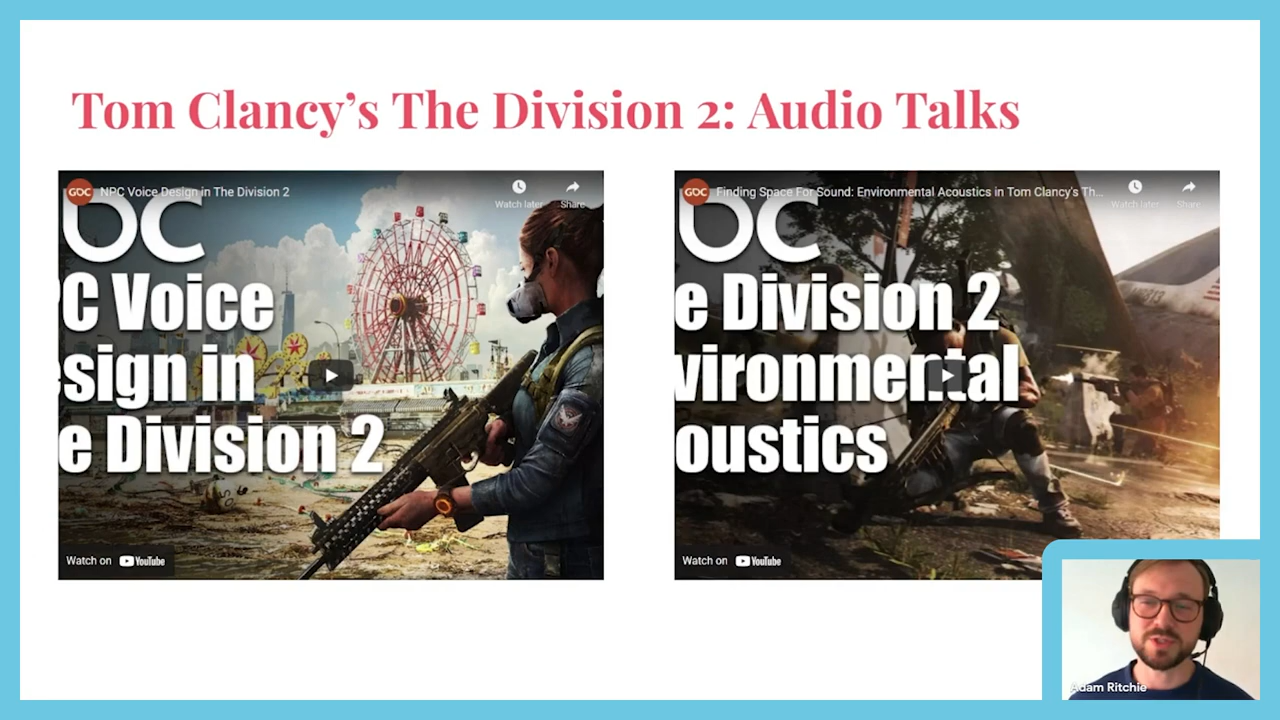 Tom Clancy's The Division 2: Audio Talks
GDC NPC Voice Design in The Division 2
Watch later
Share
DC
C Voice
sign in
e Division 2
Watch on YouTube
GDC Finding Space For Sound: Environmental Acoustics in Tom Clancy's Th...
Watch later
Share
DC
e Division 2
vironmental
oustics
Watch on YouTube
Adam Ritchie